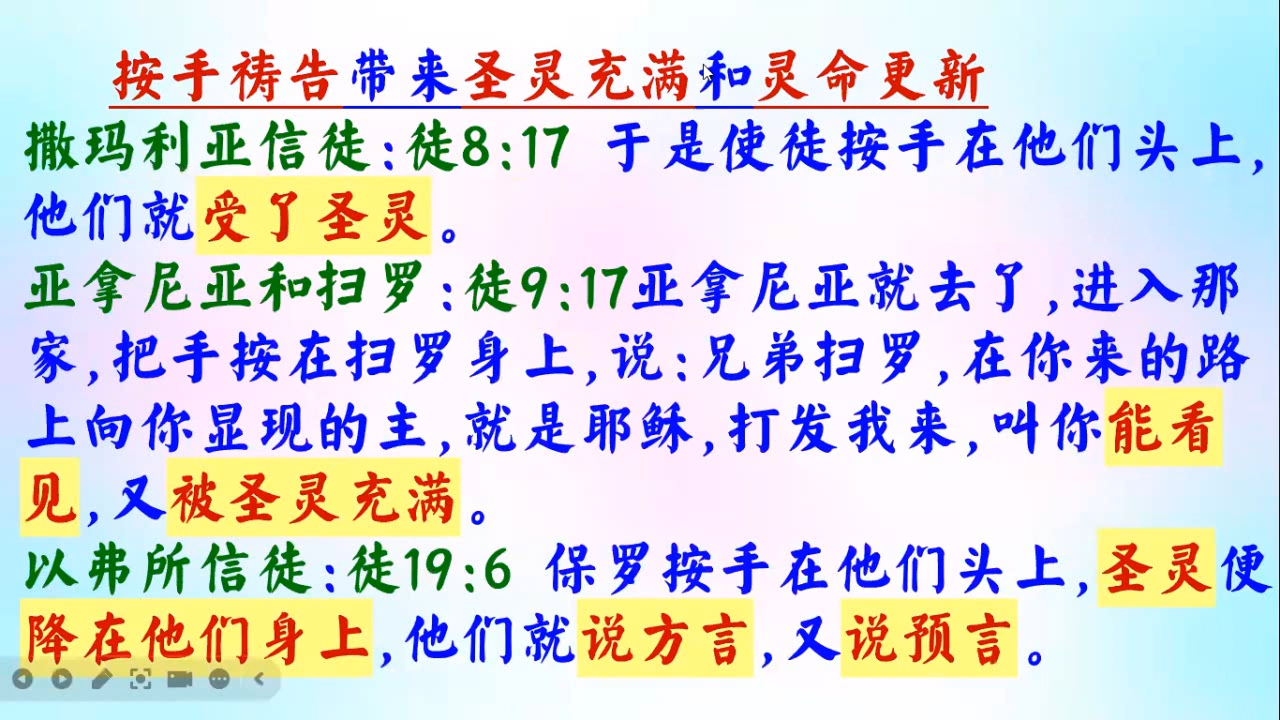 按手祷告带来圣灵充满和灵命更新
撒玛利亚信徒:徒8:17 于是使徒按手在他们头上,
他们就受了圣灵。
亚拿尼亚和扫罗:徒9:17亚拿尼亚就去了,进入那
家,把手按在扫罗身上,说:兄弟扫罗,在你来的路
上向你显现的主,就是耶稣,打发我来,叫你能看
见,又被圣灵充满。
以弗所信徒:徒19:6 保罗按手在他们头上,圣灵便
降在他们身上,他们就说方言,又说预言。